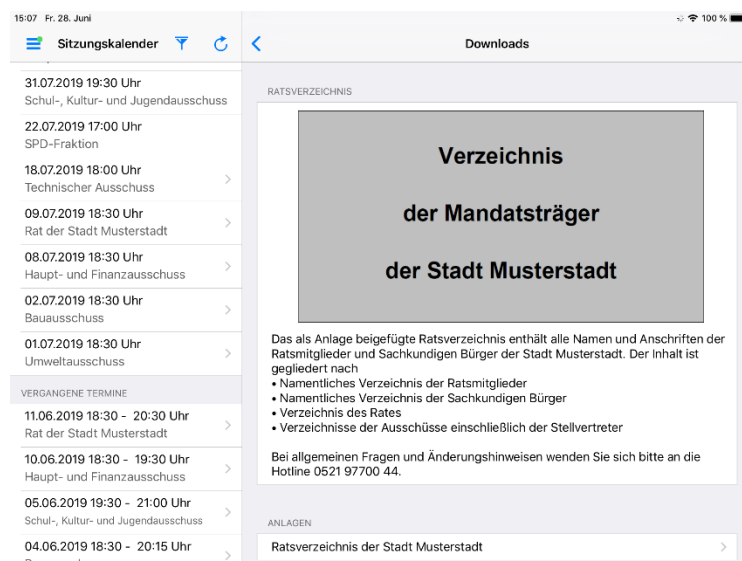 15:07 Fr. 28. Juni
100 %
Sitzungskalender
31.07.2019 19:30 Uhr
Schul-, Kultur- und Jugendausschuss
22.07.2019 17:00 Uhr
SPD-Fraktion
18.07.2019 18:00 Uhr
Technischer Ausschuss
09.07.2019 18:30 Uhr
Rat der Stadt Musterstadt
08.07.2019 18:30 Uhr
Haupt- und Finanzausschuss
02.07.2019 18:30 Uhr
Bauausschuss
01.07.2019 18:30 Uhr
Umweltausschuss
VERGANGENE TERMINE
11.06.2019 18:30 - 20:30 Uhr
Rat der Stadt Musterstadt
10.06.2019 18:30 - 19:30 Uhr
Haupt- und Finanzausschuss
05.06.2019 19:30 - 21:00 Uhr
Schul-, Kultur- und Jugendausschuss
04.06.2019 18:30 - 20:15 Uhr
Downloads
RATSVERZEICHNIS
Verzeichnis
der Mandatsträger
der Stadt Musterstadt
Das als Anlage beigefügte Ratsverzeichnis enthält alle Namen und Anschriften der
Ratsmitglieder und Sachkundigen Bürger der Stadt Musterstadt. Der Inhalt ist
gegliedert nach
• Namentliches Verzeichnis der Ratsmitglieder
• Namentliches Verzeichnis der Sachkundigen Bürger
• Verzeichnis des Rates
• Verzeichnisse der Ausschüsse einschließlich der Stellvertreter
Bei allgemeinen Fragen und Änderungshinweisen wenden Sie sich bitte an die
Hotline 0521 97700 44.
ANLAGEN
Ratsverzeichnis der Stadt Musterstadt